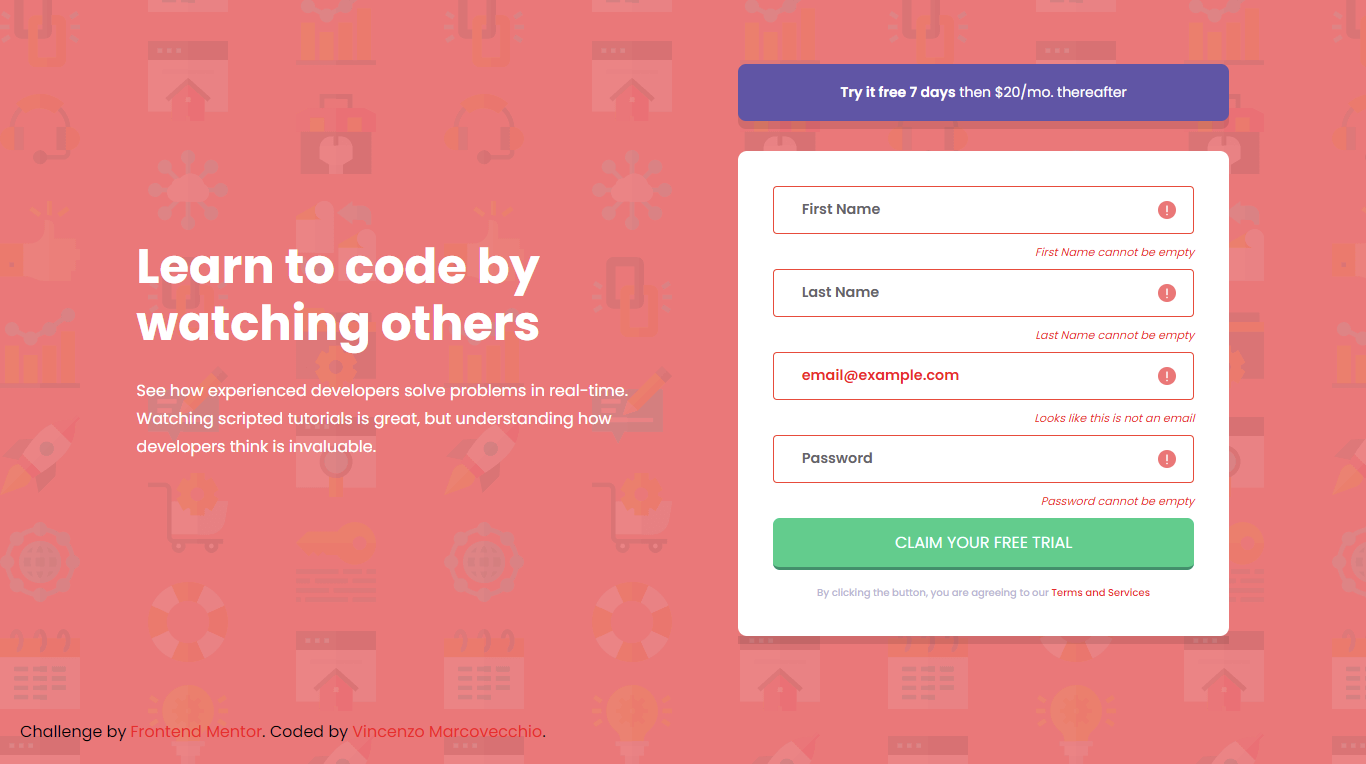 Learn to code by
watching others
See how experienced developers solve problems in real-time.
Watching scripted tutorials is great, but understanding how
developers think is invaluable.
Try it free 7 days then $20/mo. thereafter
First Name
First Name cannot be empty
Last Name
Last Name cannot be empty
email@example.com
Looks like this is not an email
Password
Password cannot be empty
CLAIM YOUR FREE TRIAL
By clicking the button, you are agreeing to our Terms and Services
Challenge by Frontend Mentor. Coded by Vincenzo Marcovecchio.